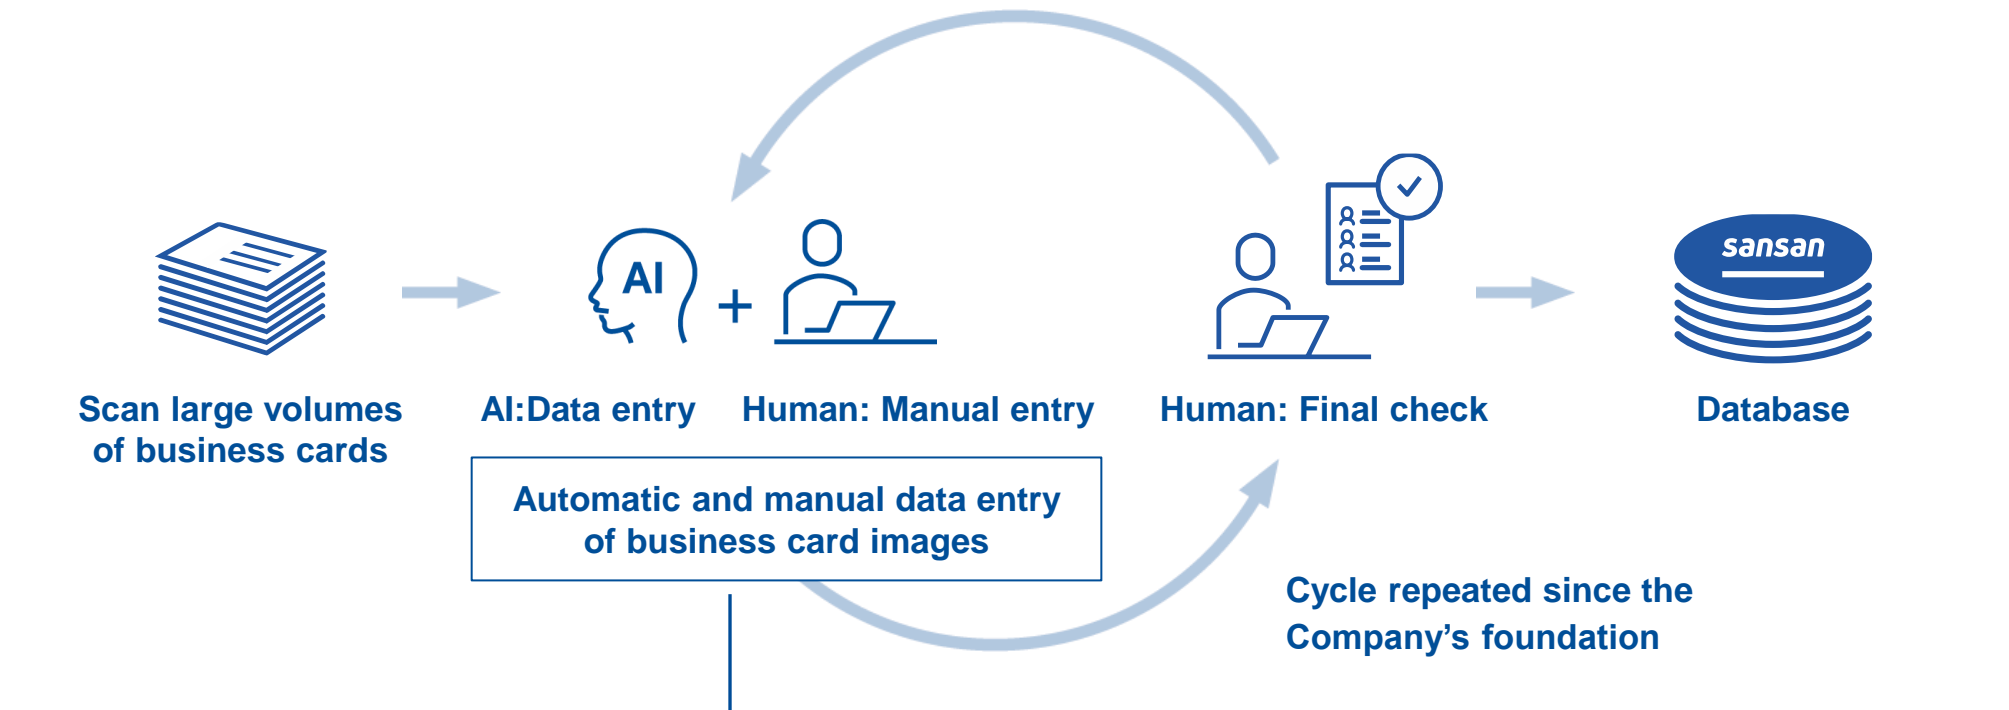 AI
sansan
Scan large volumes
of business cards
AI:Data entry
Human: Manual entry
Human: Final check
Database
Automatic and manual data entry
of business card images
Cycle repeated since the
Company’s foundation